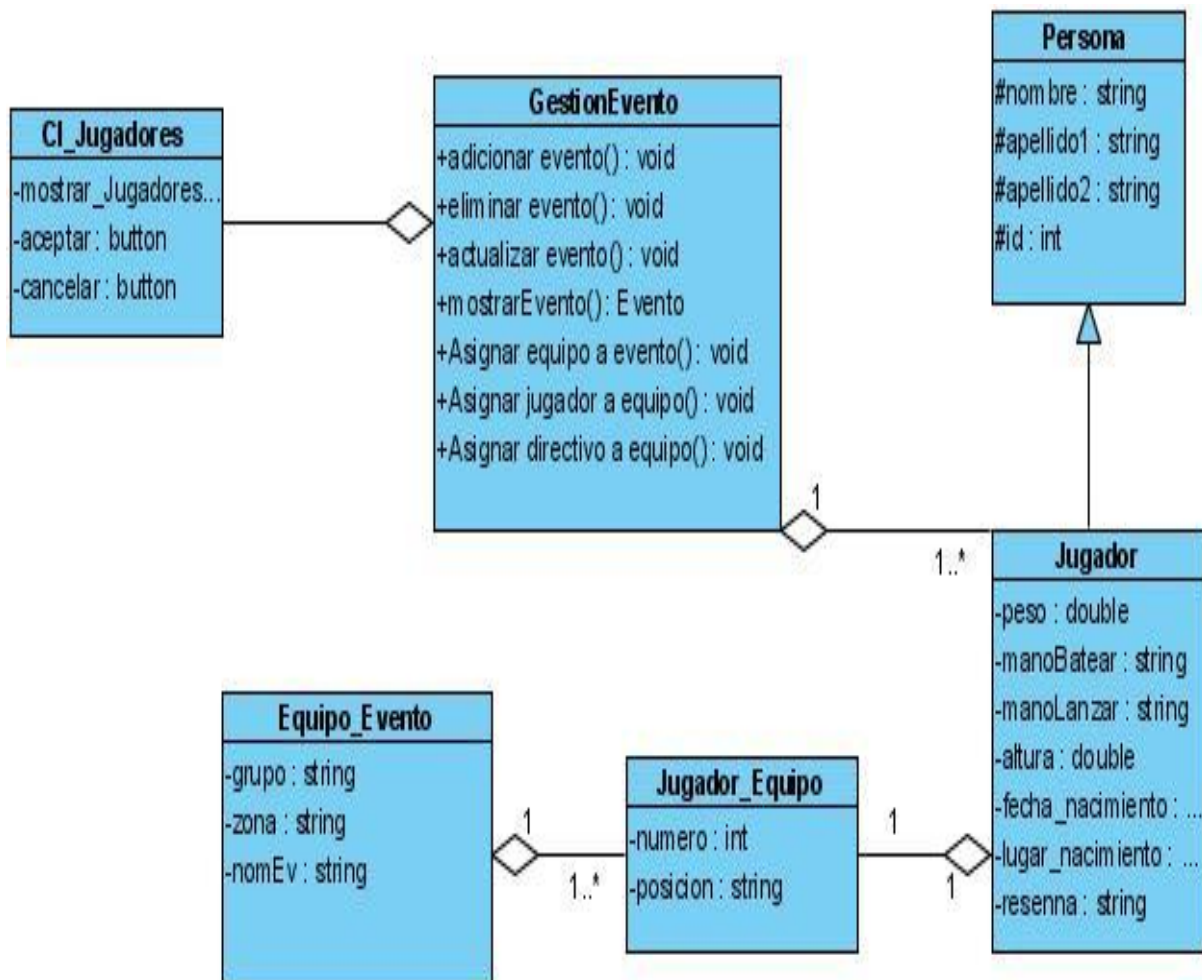 CI_Jugadores
-mostrar_Jugadores...
-aceptar : button
-cancelar : button
GestionEvento
+adicionar evento() : void
+eliminar evento() : void
+actualizar evento() : void
+mostrarEvento() : Evento
+Asignar equipo a evento() : void
+Asignar jugador a equipo() : void
+Asignar directivo a equipo() : void
Persona
#nombre : string
#apellido1 : string
#apellido2 : string
#id : int
1
1..*
Jugador
-peso : double
-manoBatear : string
-manoLanzar : string
-altura : double
-fecha_nacimiento : ...
-lugar_nacimiento : ...
-resenna : string
Equipo_Evento
-grupo : string
-zona : string
-nomEv : string
1
1..*
Jugador_Equipo
-numero : int
-posicion : string
1
1